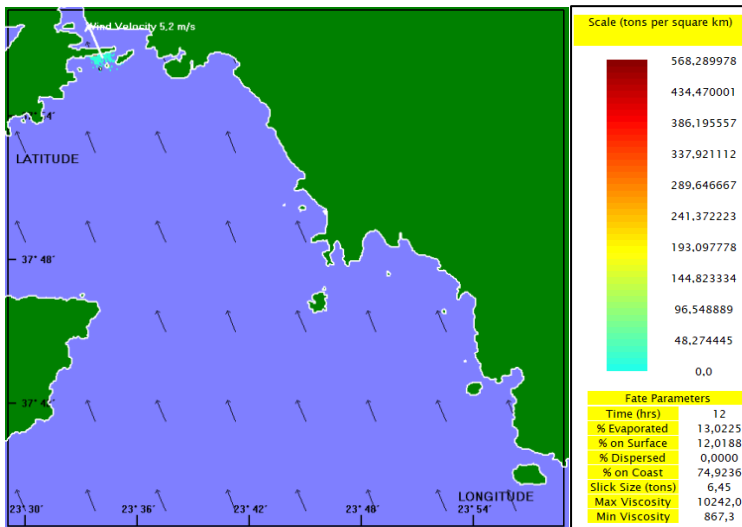 Wind Velocity 5,2 m/s
LATITUDE
37° 48'
LONGITUDE
23° 30'
23° 36'
23° 42'
23° 48'
23° 54'
Scale (tons per square km)
568,289978
434,470001
386,195557
337,921112
289,646667
241,372223
193,097778
144,823334
96,548889
48,274445
0,0
Fate Parameters
Time (hrs) 12
% Evaporated 13,0225
% on Surface 12,0188
% Dispersed 0,0000
% on Coast 74,9236
Slick Size (tons) 6,45
Max Viscosity 10242,0
Min Viscosity 867,3